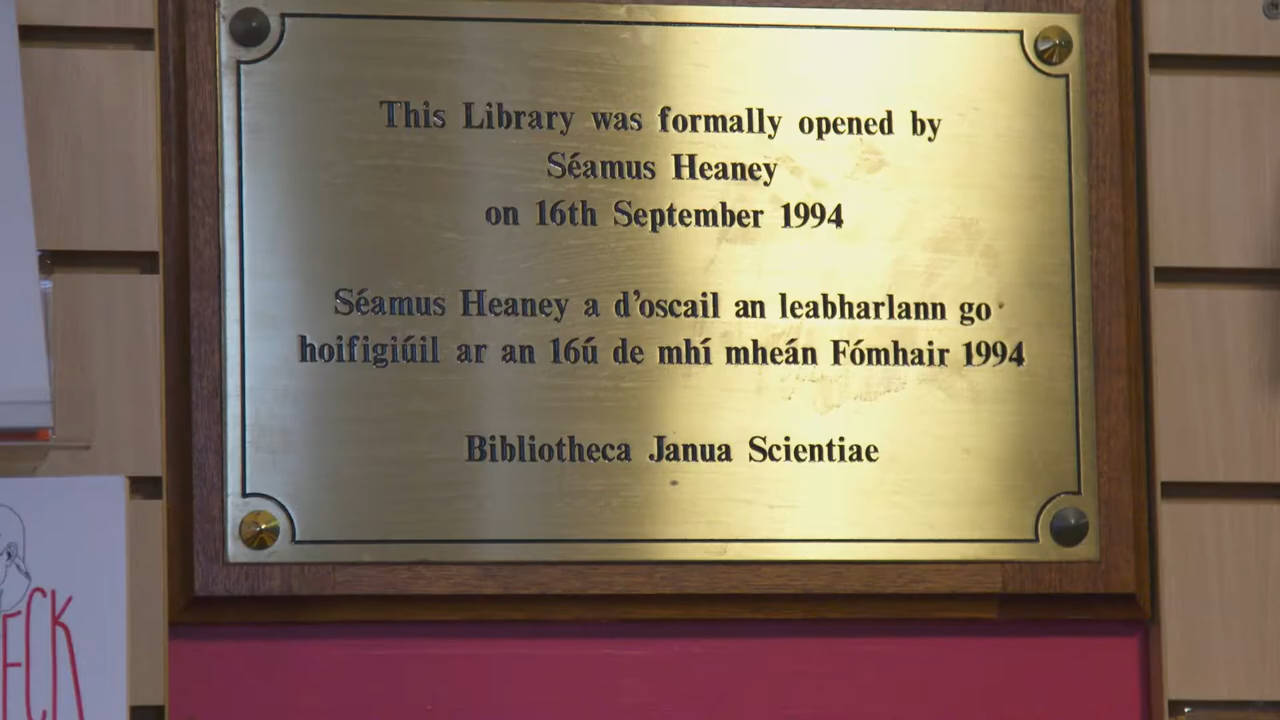 This Library was formally opened by
Séamus Heaney
on 16th September 1994
Séamus Heaney a d'oscail an leabharlann go
hoifigiúil ar an 16ú de mhí mheán Fómhair 1994
Bibliotheca Janua Scientiae
ECK